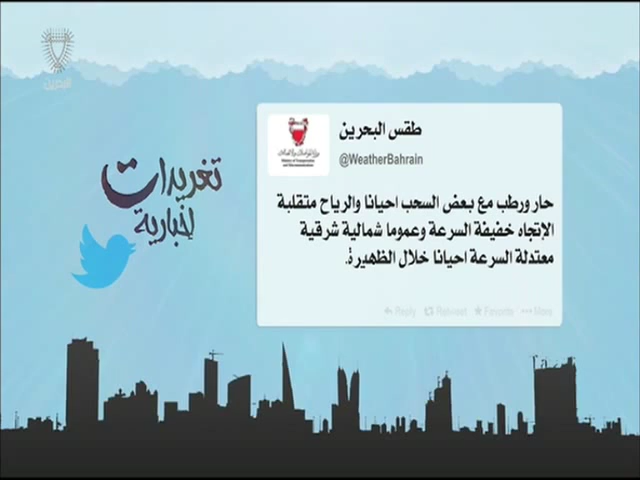 البحرين
تغريدات
إخبارية
طقس البحرين
@WeatherBahrain
حار ورطب مع بعض السحب احيانا والرياح متقلبة
الإتجاه خفيفة السرعة وعموما شمالية شرقية
معتدلة السرعة احيانا خلال الظهيرة.
Reply Retweet Favorite More